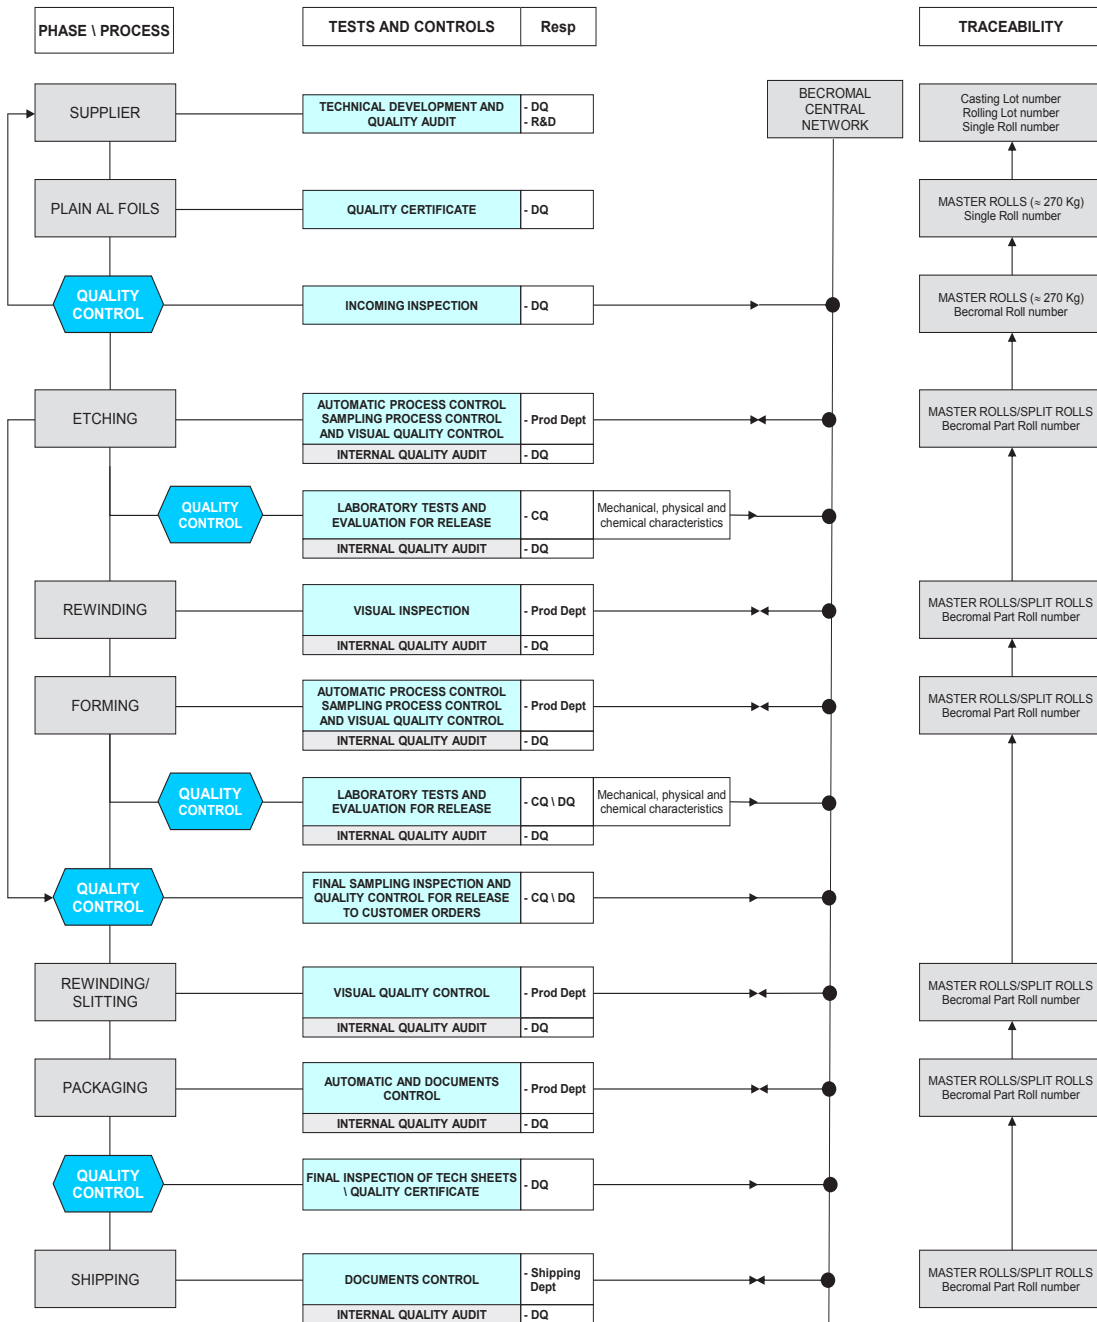 PHASE \ PROCESS
TESTS AND CONTROLS
Resp
TRACEABILITY
SUPPLIER
TECHNICAL DEVELOPMENT AND
QUALITY AUDIT
- DQ
- R&D
BECROMAL
CENTRAL
NETWORK
Casting Lot number
Rolling Lot number
Single Roll number
PLAIN AL FOILS
QUALITY CERTIFICATE
- DQ
MASTER ROLLS (≈ 270 Kg)
Single Roll number
QUALITY
CONTROL
INCOMING INSPECTION
- DQ
MASTER ROLLS (≈ 270 Kg)
Becromal Roll number
ETCHING
AUTOMATIC PROCESS CONTROL
SAMPLING PROCESS CONTROL
AND VISUAL QUALITY CONTROL
- Prod Dept
INTERNAL QUALITY AUDIT
- DQ
MASTER ROLLS/SPLIT ROLLS
Becromal Part Roll number
QUALITY
CONTROL
LABORATORY TESTS AND
EVALUATION FOR RELEASE
- CQ
Mechanical, physical and
chemical characteristics
INTERNAL QUALITY AUDIT
- DQ
REWINDING
VISUAL INSPECTION
- Prod Dept
INTERNAL QUALITY AUDIT
- DQ
MASTER ROLLS/SPLIT ROLLS
Becromal Part Roll number
FORMING
AUTOMATIC PROCESS CONTROL
SAMPLING PROCESS CONTROL
AND VISUAL QUALITY CONTROL
- Prod Dept
INTERNAL QUALITY AUDIT
- DQ
MASTER ROLLS/SPLIT ROLLS
Becromal Part Roll number
QUALITY
CONTROL
LABORATORY TESTS AND
EVALUATION FOR RELEASE
- CQ \ DQ
Mechanical, physical and
chemical characteristics
INTERNAL QUALITY AUDIT
- DQ
QUALITY
CONTROL
FINAL SAMPLING INSPECTION AND
QUALITY CONTROL FOR RELEASE
TO CUSTOMER ORDERS
- CQ \ DQ
REWINDING/
SLITTING
VISUAL QUALITY CONTROL
- Prod Dept
INTERNAL QUALITY AUDIT
- DQ
MASTER ROLLS/SPLIT ROLLS
Becromal Part Roll number
PACKAGING
AUTOMATIC AND DOCUMENTS
CONTROL
- Prod Dept
INTERNAL QUALITY AUDIT
- DQ
MASTER ROLLS/SPLIT ROLLS
Becromal Part Roll number
QUALITY
CONTROL
FINAL INSPECTION OF TECH SHEETS
\ QUALITY CERTIFICATE
- DQ
SHIPPING
DOCUMENTS CONTROL
- Shipping
Dept
INTERNAL QUALITY AUDIT
- DQ
MASTER ROLLS/SPLIT ROLLS
Becromal Part Roll number